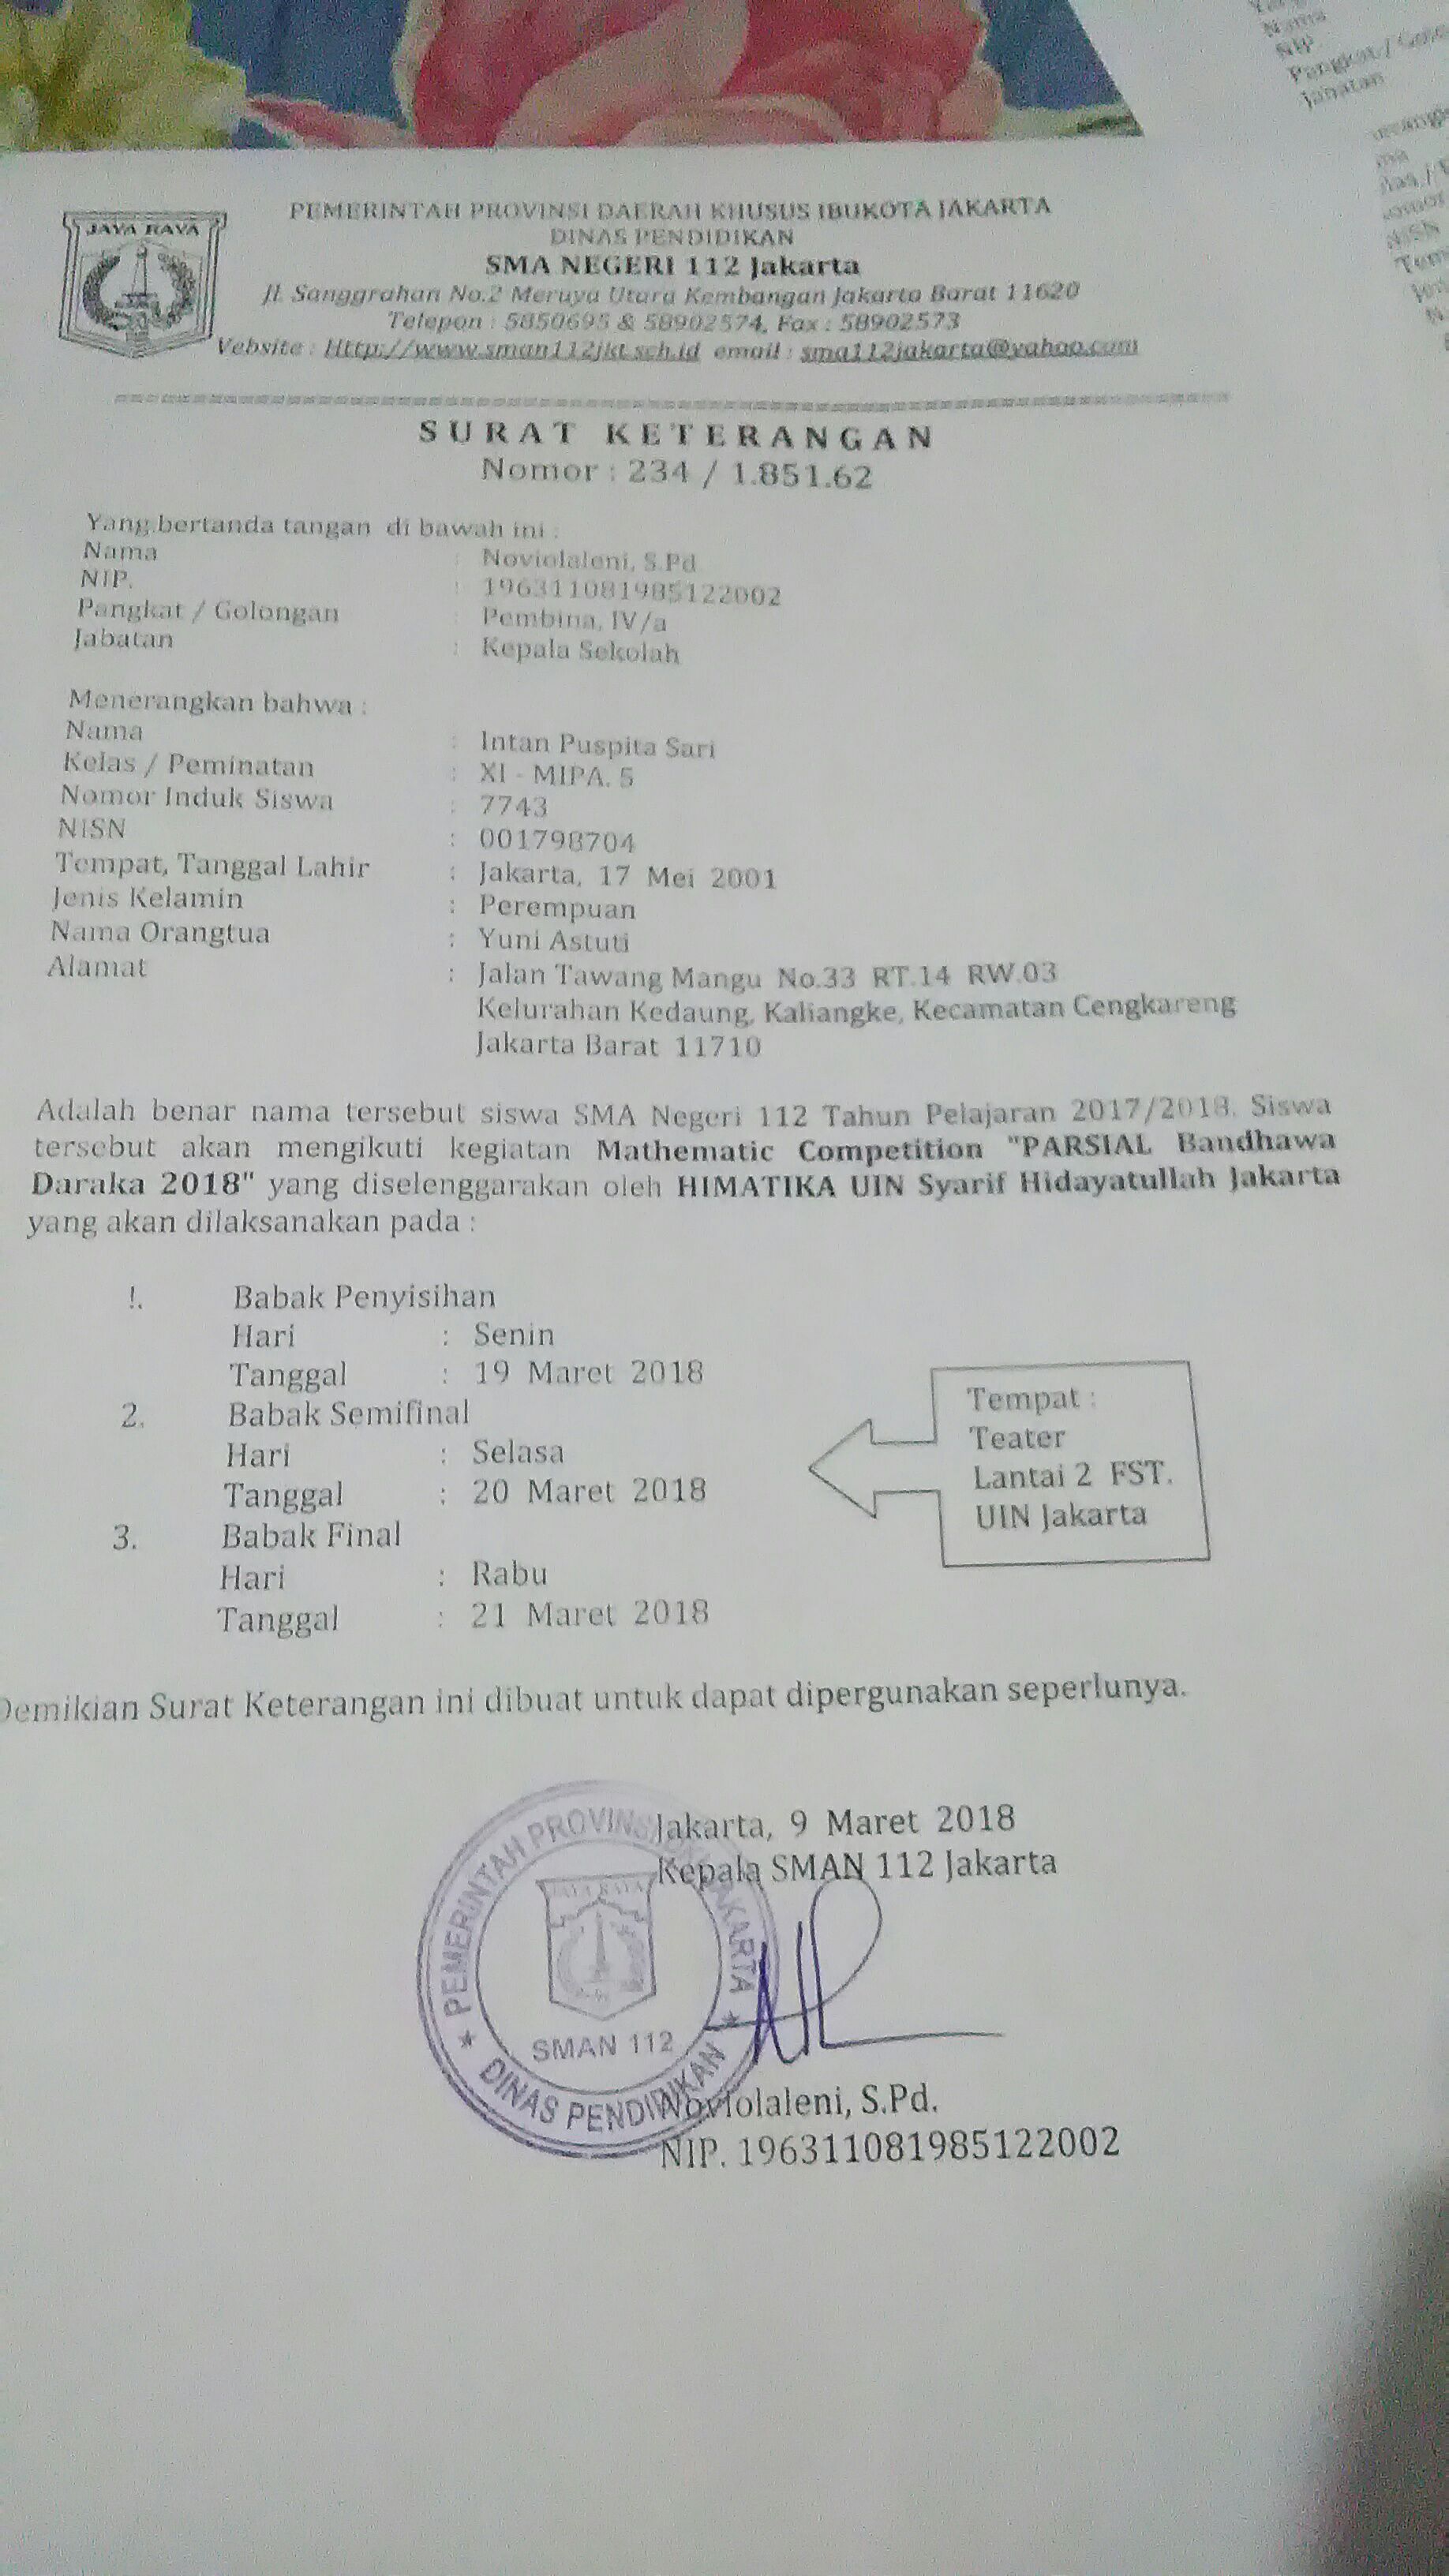 JAYA RAYA
PEMERINTAH PROVINSI DAERAH KHUSUS IBUKOTA JAKARTA
DINAS PENDIDIKAN
SMA NEGERI 112 Jakarta
Jl. Sanggrahan No.2 Meruya Utara Kembangan Jakarta Barat 11620
Telepon : 5850695 & 58902574, Fax : 58902573
Website : Http://www.sman112jkt.sch.id email : sma112jakarta@yahoo.com
SURAT KETERANGAN
Nomor : 234 / 1.851.62
Yang bertanda tangan di bawah ini :
Nama : Noviolaleni, S.Pd
NIP. : 196311081985122002
Pangkat / Golongan : Pembina, IV/a
Jabatan : Kepala Sekolah
Menerangkan bahwa :
Nama : Intan Puspita Sari
Kelas / Peminatan : XI - MIPA. 5
Nomor Induk Siswa : 7743
NISN : 001798704
Tempat, Tanggal Lahir : Jakarta, 17 Mei 2001
Jenis Kelamin : Perempuan
Nama Orangtua : Yuni Astuti
Alamat : Jalan Tawang Mangu No.33 RT.14 RW.03
Kelurahan Kedaung, Kaliangke, Kecamatan Cengkareng
Jakarta Barat 11710
Adalah benar nama tersebut siswa SMA Negeri 112 Tahun Pelajaran 2017/2018. Siswa
tersebut akan mengikuti kegiatan Mathematic Competition "PARSIAL Bandhawa
Daraka 2018" yang diselenggarakan oleh HIMATIKA UIN Syarif Hidayatullah Jakarta
yang akan dilaksanakan pada :
!. Babak Penyisihan
Hari : Senin
Tanggal : 19 Maret 2018
2. Babak Semifinal
Hari : Selasa
Tanggal : 20 Maret 2018
3. Babak Final
Hari : Rabu
Tanggal : 21 Maret 2018
Tempat :
Teater
Lantai 2 FST.
UIN Jakarta
Demikian Surat Keterangan ini dibuat untuk dapat dipergunakan seperlunya.
Jakarta, 9 Maret 2018
Kepala SMAN 112 Jakarta
PEMERINTAH PROVINSI JAKARTA
JAYA RAYA
SMAN 112
DINAS PENDIDIKAN
Noviolaleni, S.Pd.
NIP. 196311081985122002
Nama
NIP
Pangkat /
Jabatan
NISN